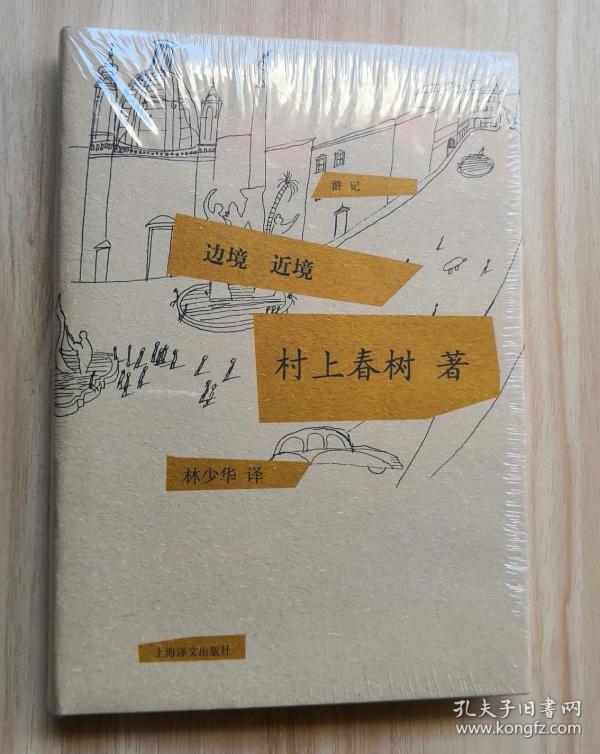 游记
边境 近境
村上春树 著
林少华 译
上海译文出版社
孔夫子旧書网
www.kongfz.com